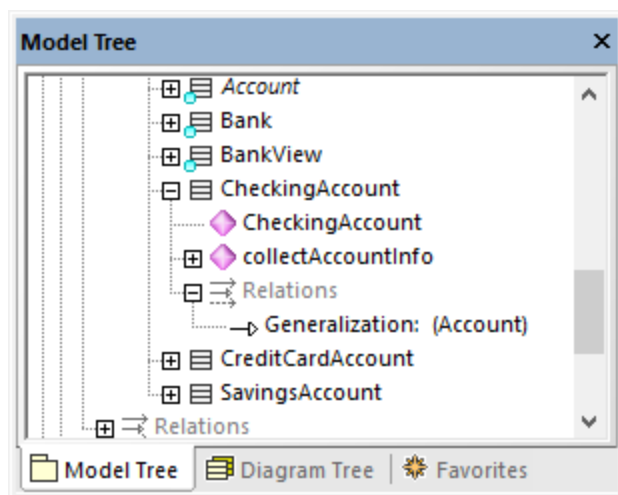 Model Tree
Account
Bank
BankView
CheckingAccount
CheckingAccount
collectAccountInfo
Relations
Generalization: (Account)
CreditCardAccount
SavingsAccount
Relations
Model Tree Diagram Tree Favorites